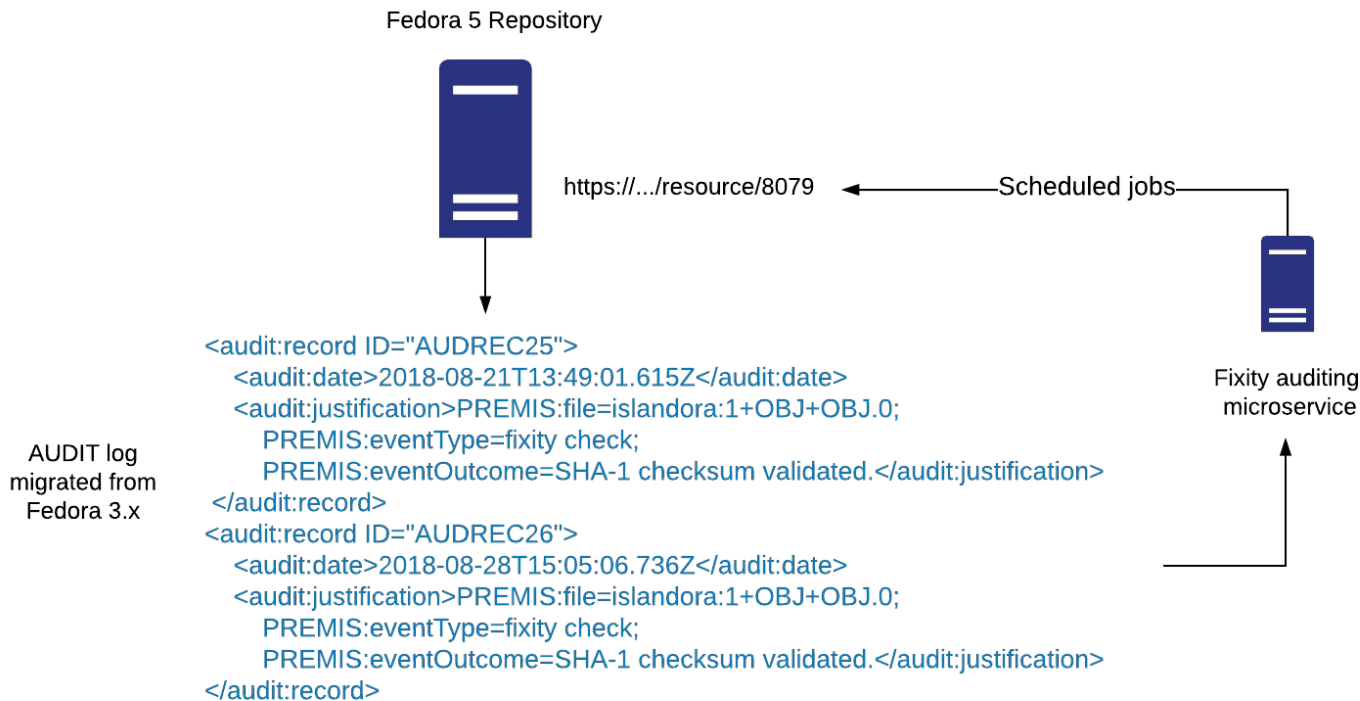 Fedora 5 Repository
https://.../resource/8079
Scheduled jobs
Fixity auditing
microservice
AUDIT log
migrated from
Fedora 3.x
<audit:record ID="AUDREC25">
<audit:date>2018-08-21T13:49:01.615Z</audit:date>
<audit:justification>PREMIS:file=islandora:1+OBJ+OBJ.0;
PREMIS:eventType=fixity check;
PREMIS:eventOutcome=SHA-1 checksum validated.</audit:justification>
</audit:record>
<audit:record ID="AUDREC26">
<audit:date>2018-08-28T15:05:06.736Z</audit:date>
<audit:justification>PREMIS:file=islandora:1+OBJ+OBJ.0;
PREMIS:eventType=fixity check;
PREMIS:eventOutcome=SHA-1 checksum validated.</audit:justification>
</audit:record>